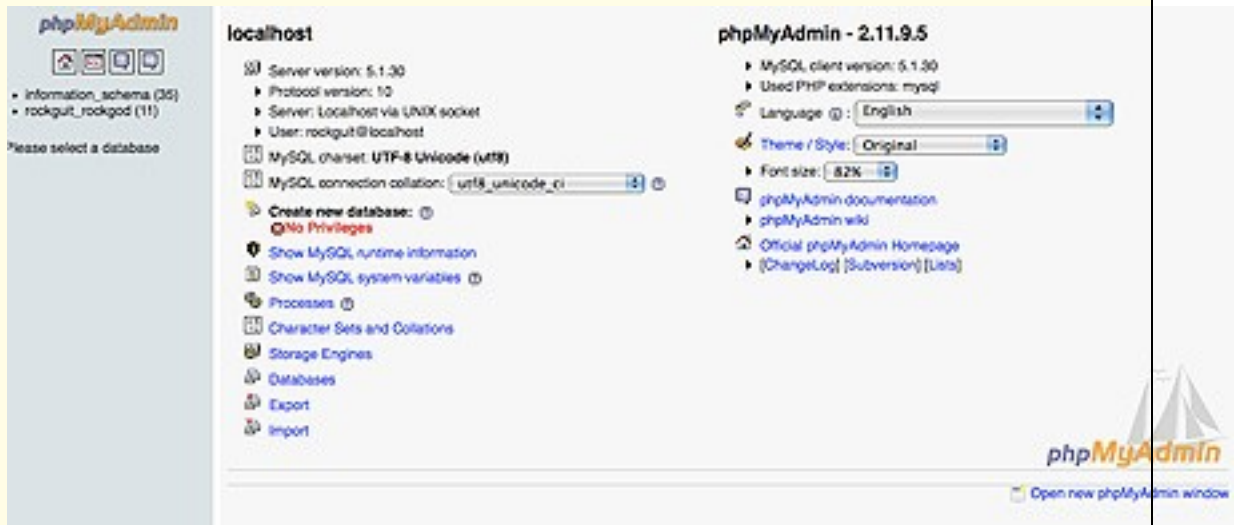 phpMyAdmin
information_schema (35)
rockguit_rockgod (11)
Please select a database
localhost
Server version: 5.1.30
Protocol version: 10
Server: Localhost via UNIX socket
User: rockguit@localhost
MySQL charset: UTF-8 Unicode (utf8)
MySQL connection collation: utf8_unicode_ci
Create new database:
No Privileges
Show MySQL runtime information
Show MySQL system variables
Processes
Character Sets and Collations
Storage Engines
Databases
Export
Import
phpMyAdmin - 2.11.9.5
MySQL client version: 5.1.30
Used PHP extensions: mysql
Language : English
Theme / Style: Original
Font size: 82%
phpMyAdmin documentation
phpMyAdmin wiki
Official phpMyAdmin Homepage
[ChangeLog] [Subversion] [Lists]
phpMyAdmin
Open new phpMyAdmin window